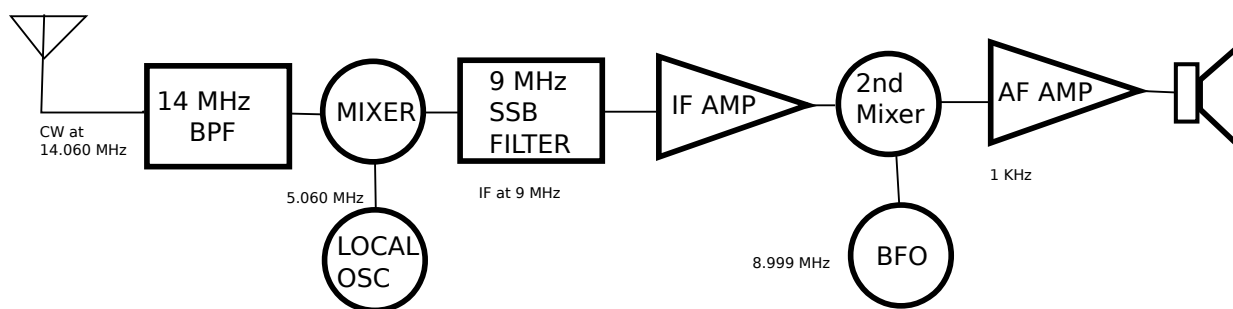 CW at
14.060 MHz
14 MHz
BPF
MIXER
5.060 MHz
LOCAL
OSC
9 MHz
SSB
FILTER
IF at 9 MHz
IF AMP
2nd
Mixer
8.999 MHz
BFO
AF AMP
1 KHz